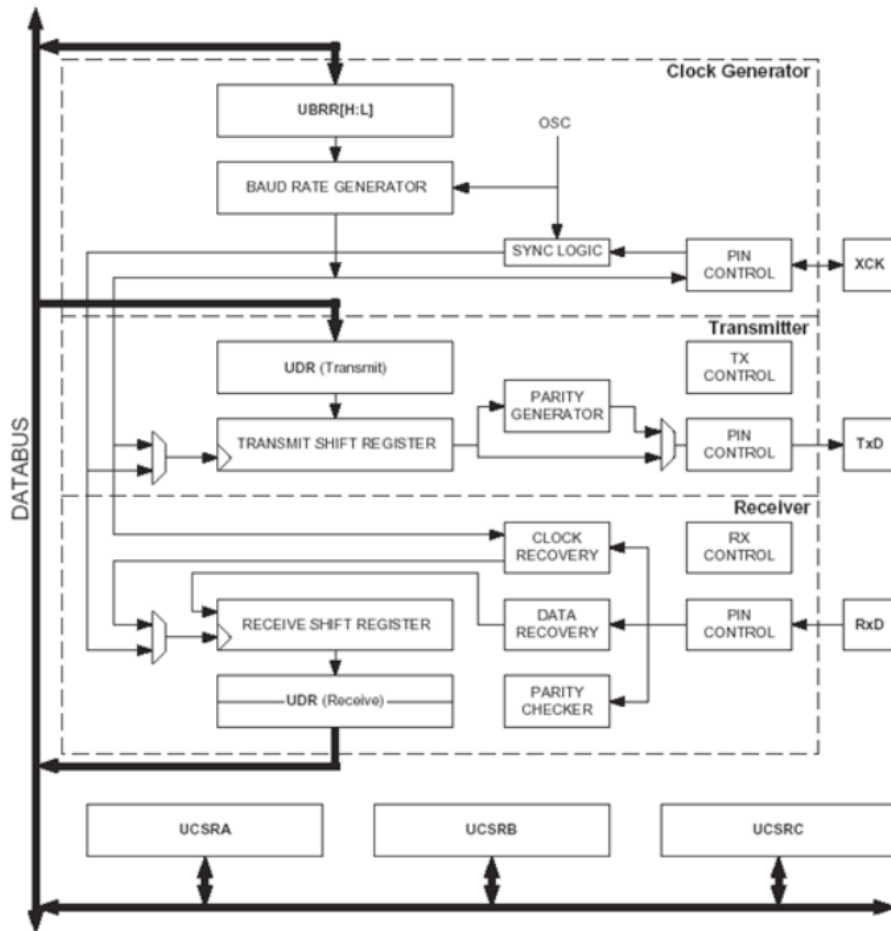 Clock Generator
UBRR[H:L]
OSC
BAUD RATE GENERATOR
SYNC LOGIC
PIN
CONTROL
XCK
Transmitter
UDR (Transmit)
TX
CONTROL
PARITY
GENERATOR
TRANSMIT SHIFT REGISTER
PIN
CONTROL
TxD
DATABUS
Receiver
CLOCK
RECOVERY
RX
CONTROL
RECEIVE SHIFT REGISTER
DATA
RECOVERY
PIN
CONTROL
RxD
UDR (Receive)
PARITY
CHECKER
UCSRA
UCSRB
UCSRC